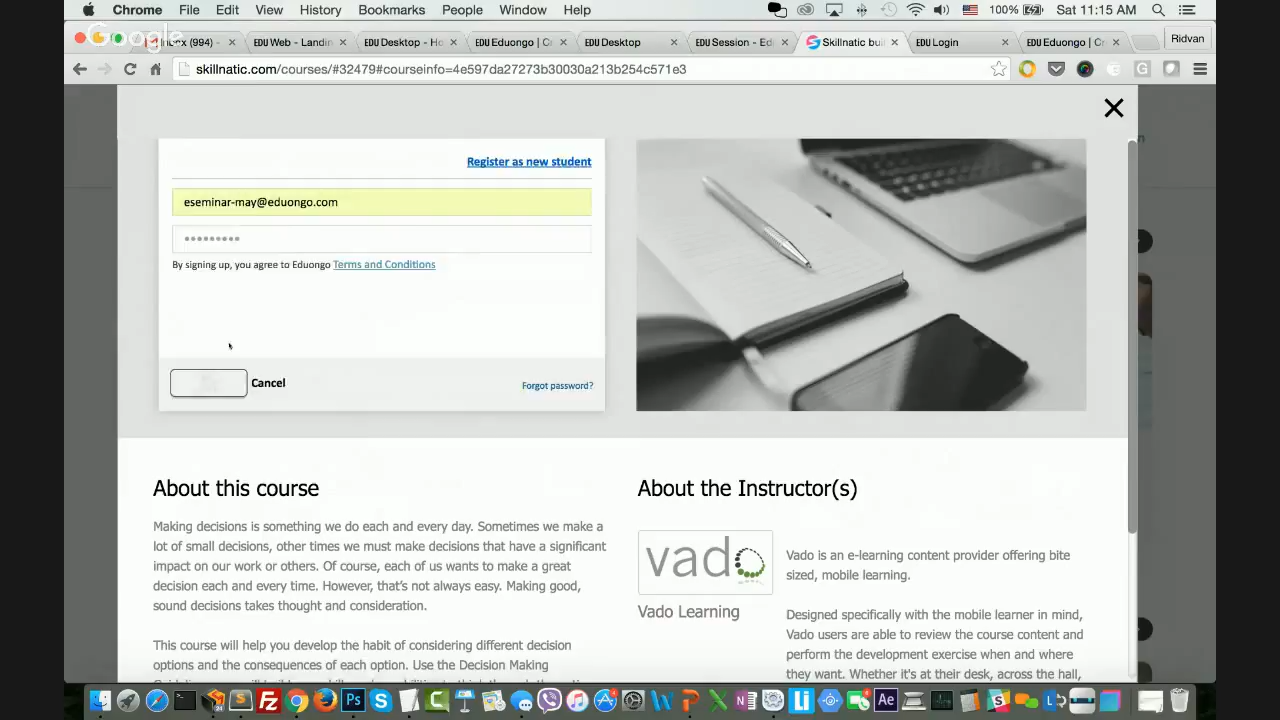 Chrome File Edit View History Bookmarks People Window Help 100% Sat 11:15 AM
Google
Inbox (994) - EDU Web - Landin EDU Desktop - Ho EDU Eduongo | C EDU Desktop EDU Session - Ed Skillnatic bui EDU Login EDU Eduongo | Cr Ridvan
skillnatic.com/courses/#32479#courseinfo=4e597da27273b30030a213b254c571e3
Register as new student
eseminar-may@eduongo.com
By signing up, you agree to Eduongo Terms and Conditions
Cancel
Forgot password?
About this course
Making decisions is something we do each and every day. Sometimes we make a
lot of small decisions, other times we must make decisions that have a significant
impact on our work or others. Of course, each of us wants to make a great
decision each and every time. However, that's not always easy. Making good,
sound decisions takes thought and consideration.
This course will help you develop the habit of considering different decision
options and the consequences of each option. Use the Decision Making
About the Instructor(s)
vado
Vado Learning
Vado is an e-learning content provider offering bite
sized, mobile learning.
Designed specifically with the mobile learner in mind,
Vado users are able to review the course content and
perform the development exercise when and where
they want. Whether it's at their desk, across the hall,